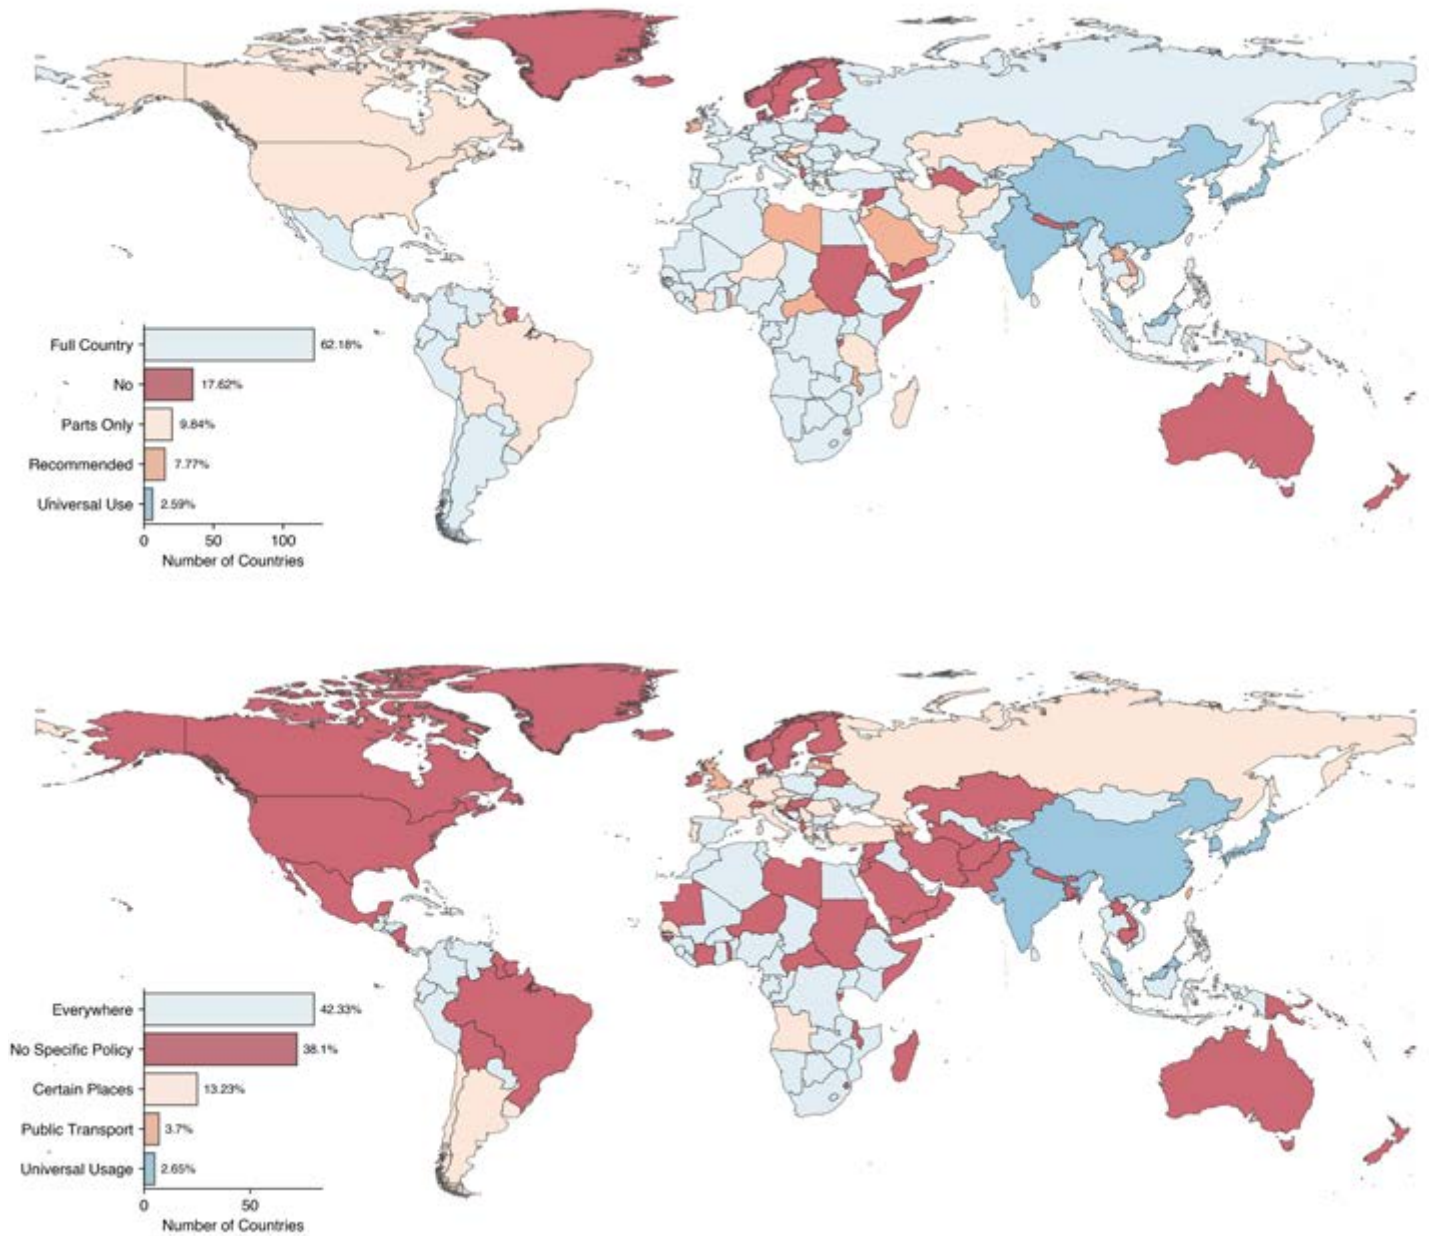 Full Country 62.18%
No 17.62%
Parts Only 9.84%
Recommended 7.77%
Universal Use 2.59%
0 50 100
Number of Countries
Everywhere 42.33%
No Specific Policy 38.1%
Certain Places 13.23%
Public Transport 3.7%
Universal Usage 2.65%
0 50
Number of Countries